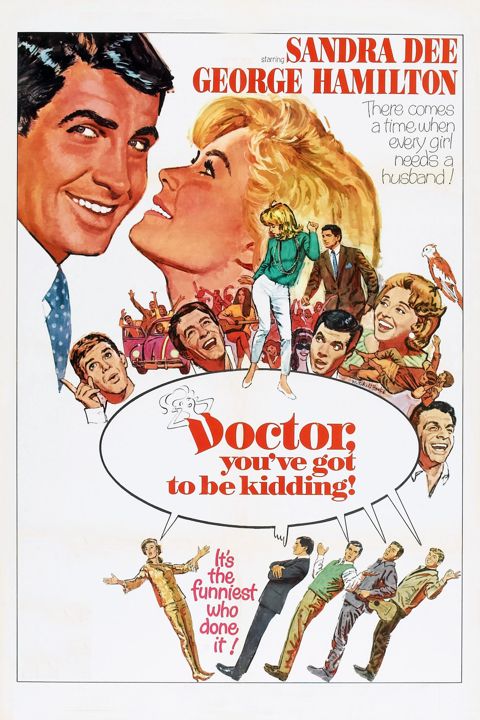 starring SANDRA DEE
GEORGE HAMILTON
There comes
a time when
every girl
needs a
husband!
Doctor,
you've got
to be kidding!
It's
the
funniest
who
done
it!